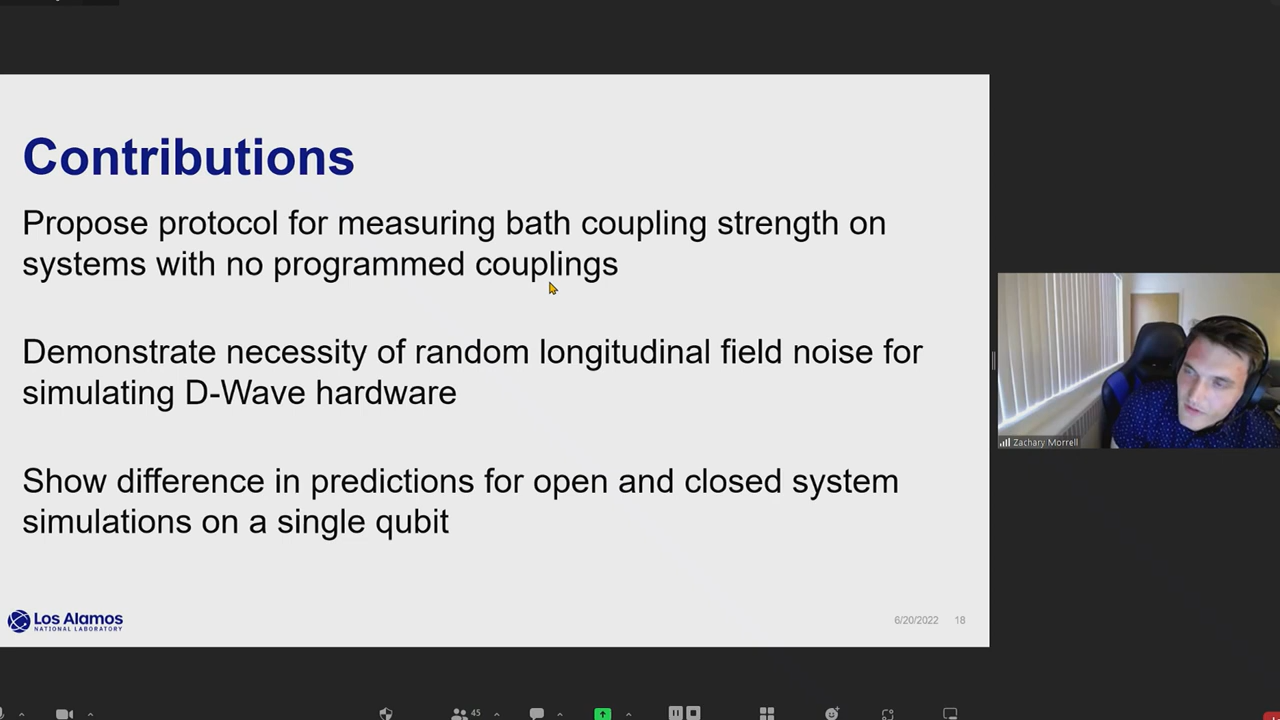 Contributions
Propose protocol for measuring bath coupling strength on
systems with no programmed couplings
Demonstrate necessity of random longitudinal field noise for
simulating D-Wave hardware
Show difference in predictions for open and closed system
simulations on a single qubit
Los Alamos
NATIONAL LABORATORY
6/20/2022 18
Zachary Morrell
45